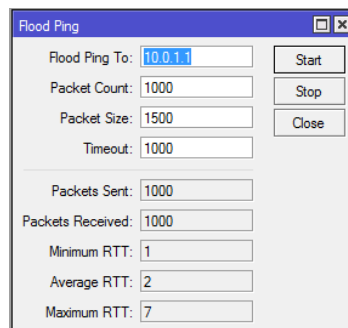 Flood Ping
Flood Ping To: 10.0.1.1 Start
Packet Count: 1000 Stop
Packet Size: 1500 Close
Timeout: 1000
Packets Sent: 1000
Packets Received: 1000
Minimum RTT: 1
Average RTT: 2
Maximum RTT: 7